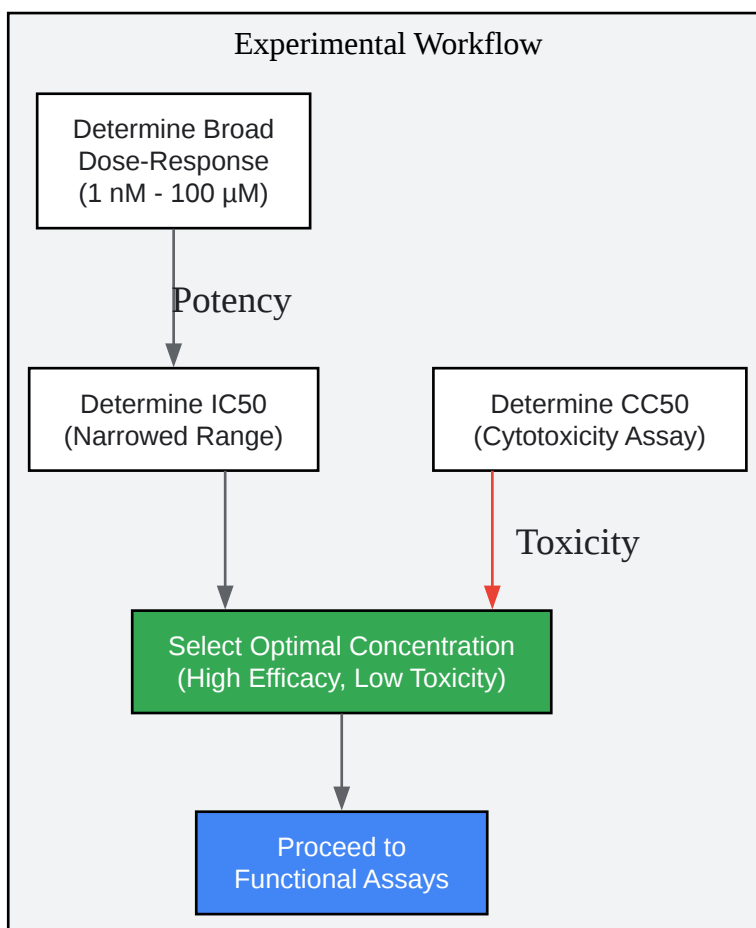 Experimental Workflow
Determine Broad
Dose-Response
(1 nM - 100 µM)
Potency
Determine IC50
(Narrowed Range)
Determine CC50
(Cytotoxicity Assay)
Toxicity
Select Optimal Concentration
(High Efficacy, Low Toxicity)
Proceed to
Functional Assays